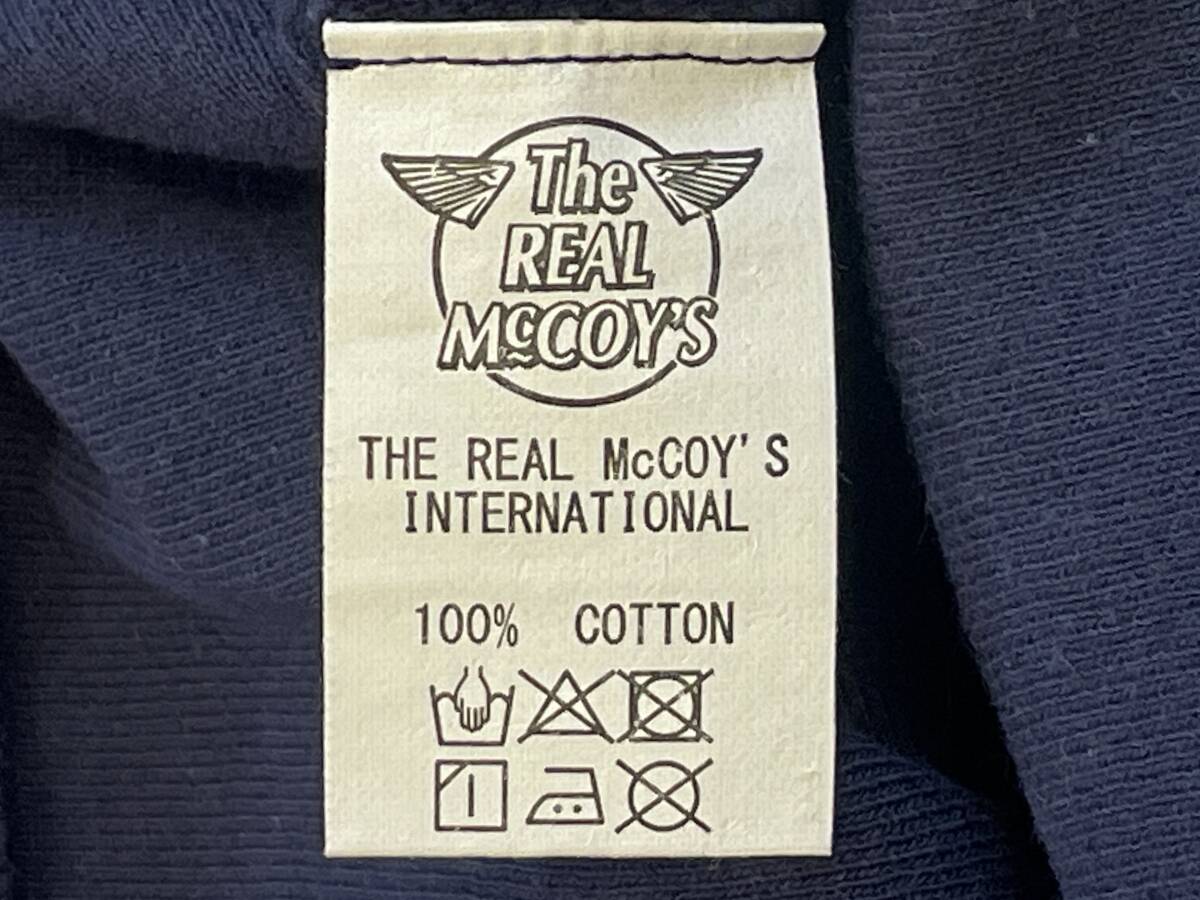 The
REAL
McCOY'S
THE REAL McCOY'S
INTERNATIONAL
100% COTTON